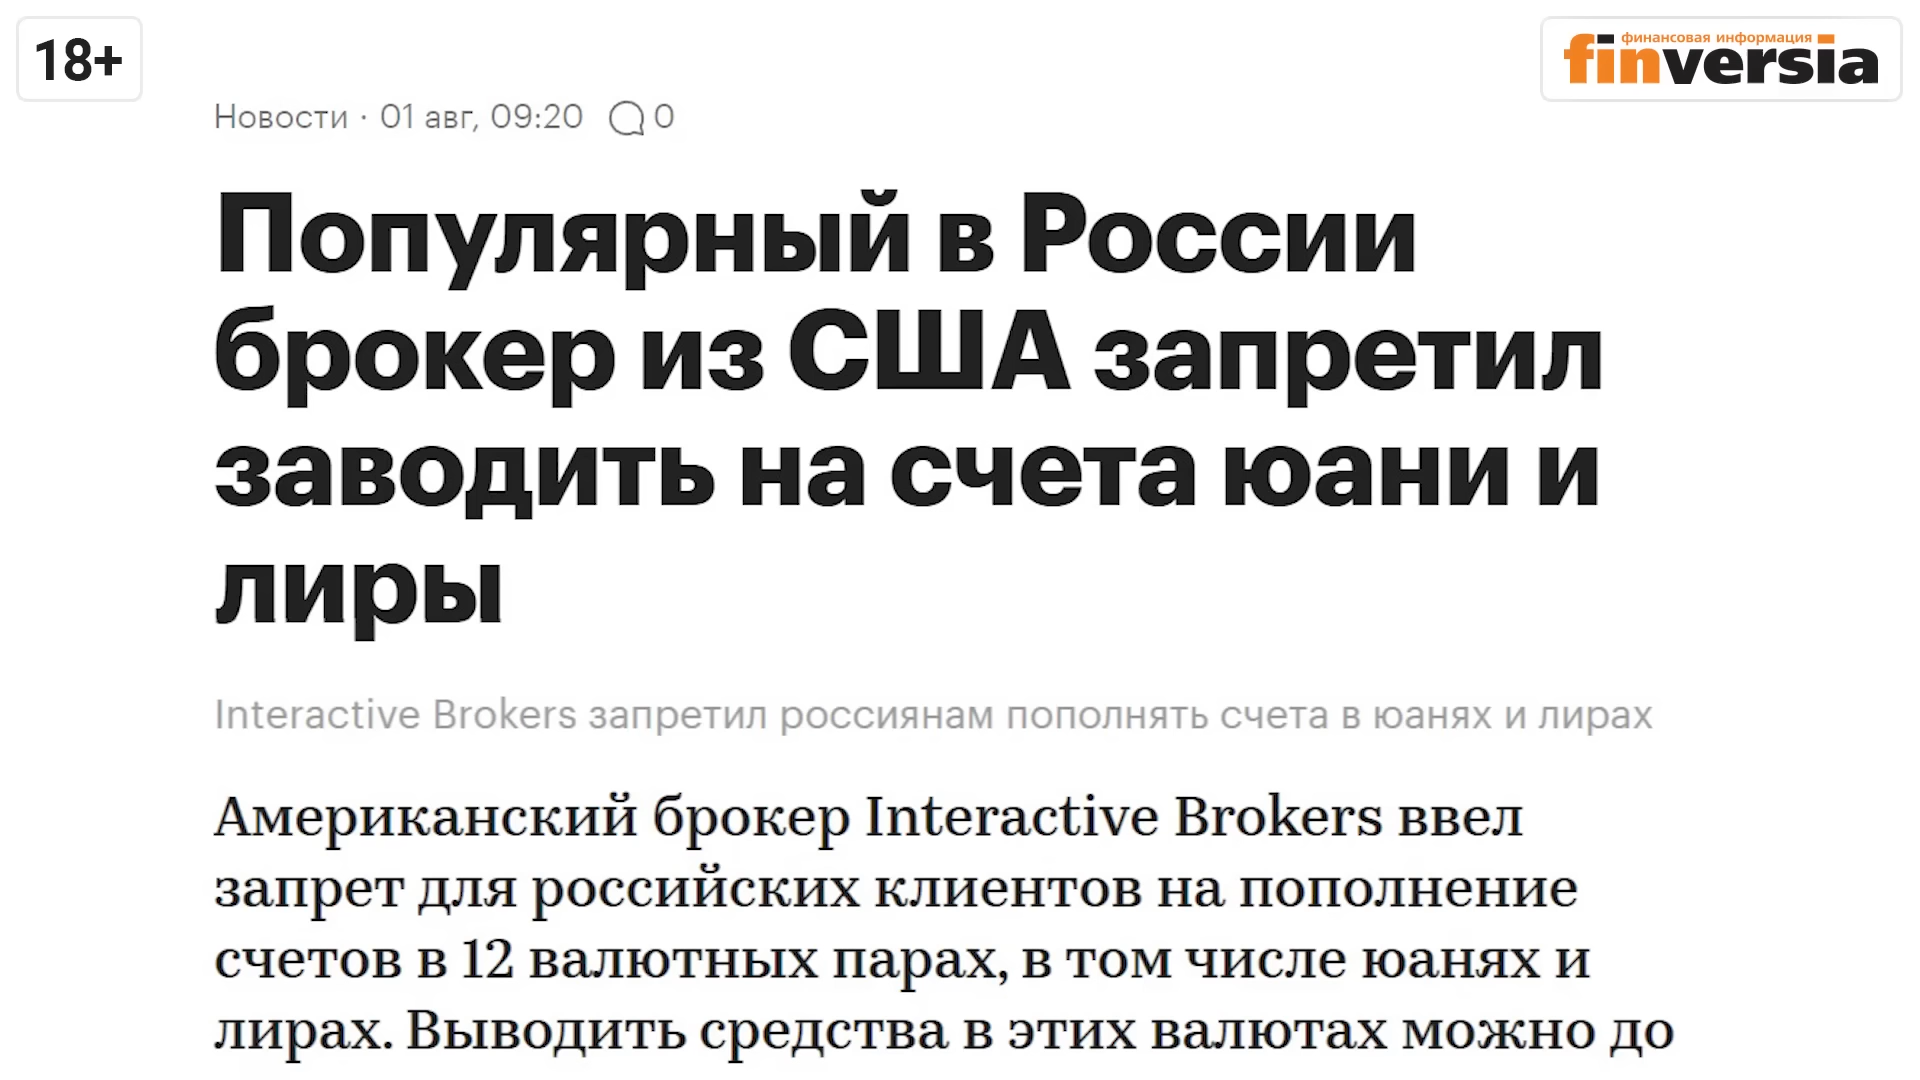 18+
финансовая информация
finversia
Новости · 01 авг, 09:20 0
Популярный в России
брокер из США запретил
заводить на счета юани и
лиры
Interactive Brokers запретил россиянам пополнять счета в юанях и лирах
Американский брокер Interactive Brokers ввел
запрет для российских клиентов на пополнение
счетов в 12 валютных парах, в том числе юанях и
лирах. Выводить средства в этих валютах можно до